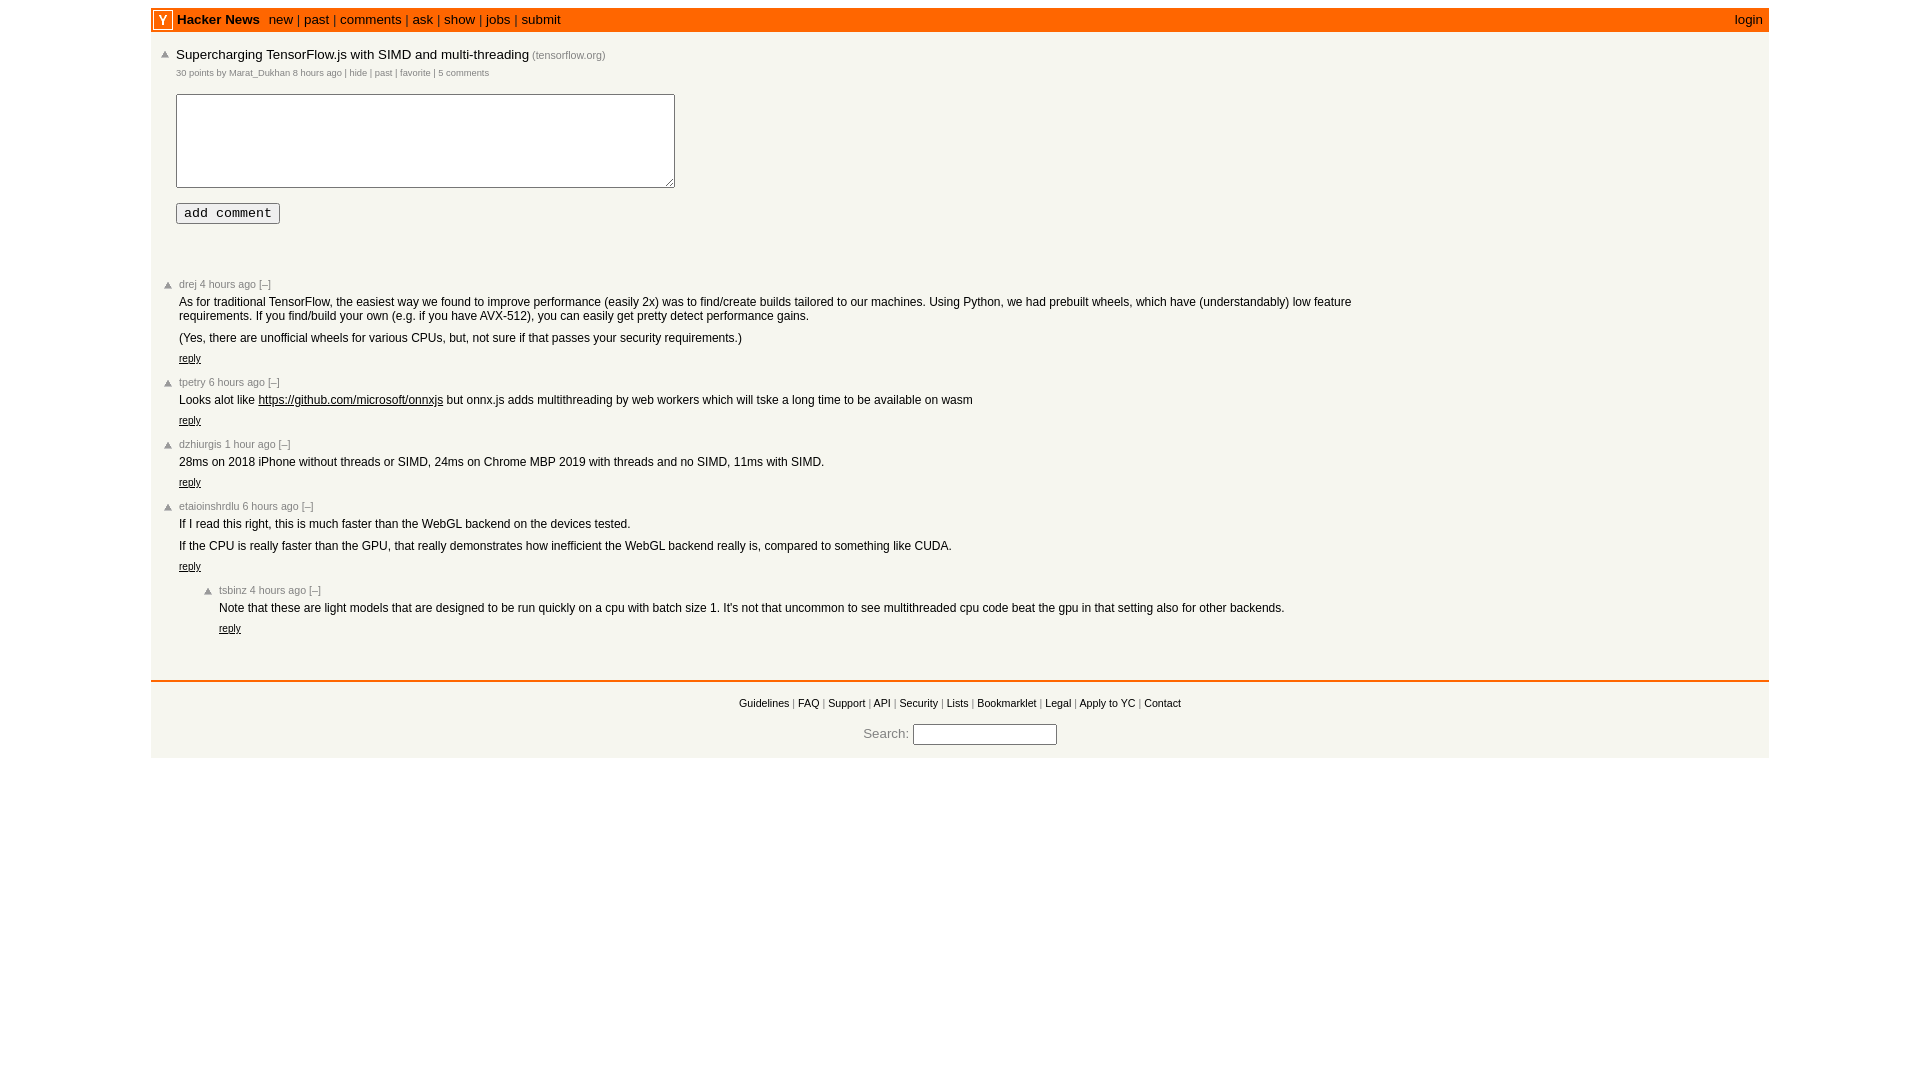 Y Hacker News new | past | comments | ask | show | jobs | submit login
Supercharging TensorFlow.js with SIMD and multi-threading (tensorflow.org)
30 points by Marat_Dukhan 8 hours ago | hide | past | favorite | 5 comments
add comment
drej 4 hours ago [–]
As for traditional TensorFlow, the easiest way we found to improve performance (easily 2x) was to find/create builds tailored to our machines. Using Python, we had prebuilt wheels, which have (understandably) low feature
requirements. If you find/build your own (e.g. if you have AVX-512), you can easily get pretty detect performance gains.
(Yes, there are unofficial wheels for various CPUs, but, not sure if that passes your security requirements.)
reply
tpetry 6 hours ago [–]
Looks alot like https://github.com/microsoft/onnxjs but onnx.js adds multithreading by web workers which will tske a long time to be available on wasm
reply
dzhiurgis 1 hour ago [–]
28ms on 2018 iPhone without threads or SIMD, 24ms on Chrome MBP 2019 with threads and no SIMD, 11ms with SIMD.
reply
etaioinshrdlu 6 hours ago [–]
If I read this right, this is much faster than the WebGL backend on the devices tested.
If the CPU is really faster than the GPU, that really demonstrates how inefficient the WebGL backend really is, compared to something like CUDA.
reply
tsbinz 4 hours ago [–]
Note that these are light models that are designed to be run quickly on a cpu with batch size 1. It's not that uncommon to see multithreaded cpu code beat the gpu in that setting also for other backends.
reply
Guidelines | FAQ | Support | API | Security | Lists | Bookmarklet | Legal | Apply to YC | Contact
Search: